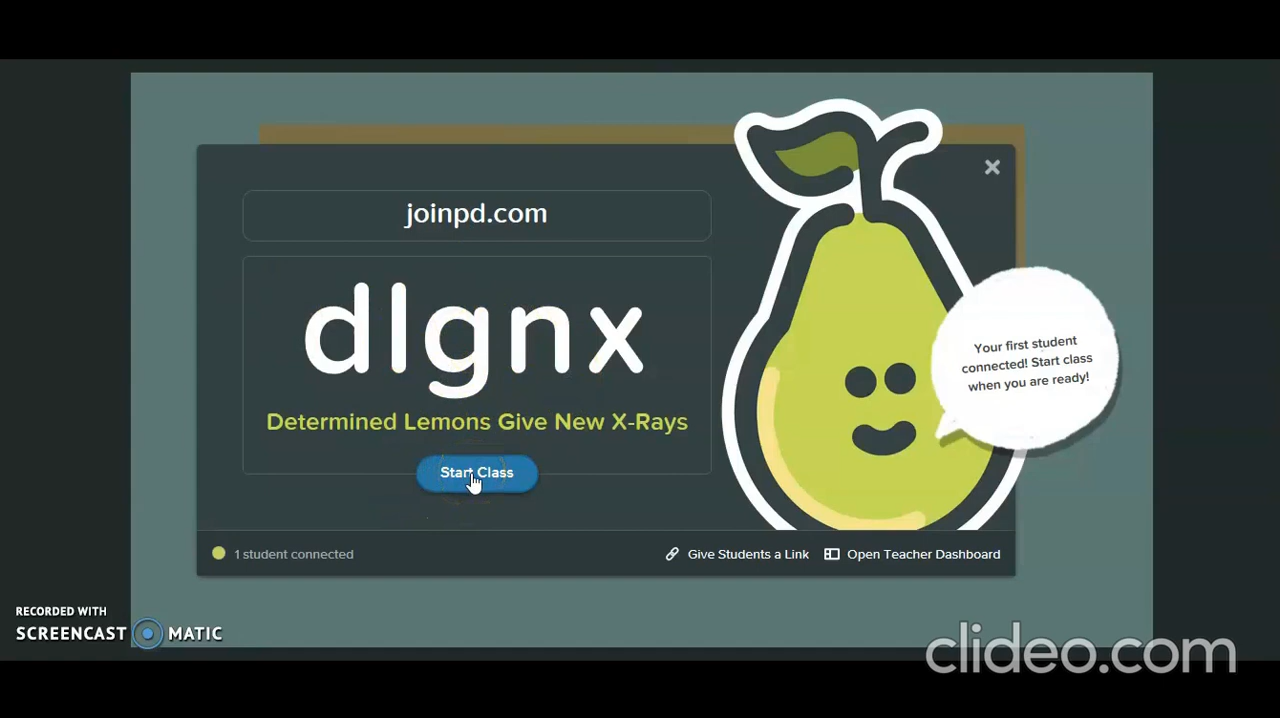 joinpd.com
dlgnx
Determined Lemons Give New X-Rays
Start Class
Your first student
connected! Start class
when you are ready!
1 student connected
Give Students a Link
Open Teacher Dashboard
RECORDED WITH
SCREENCAST MATIC
clideo.com